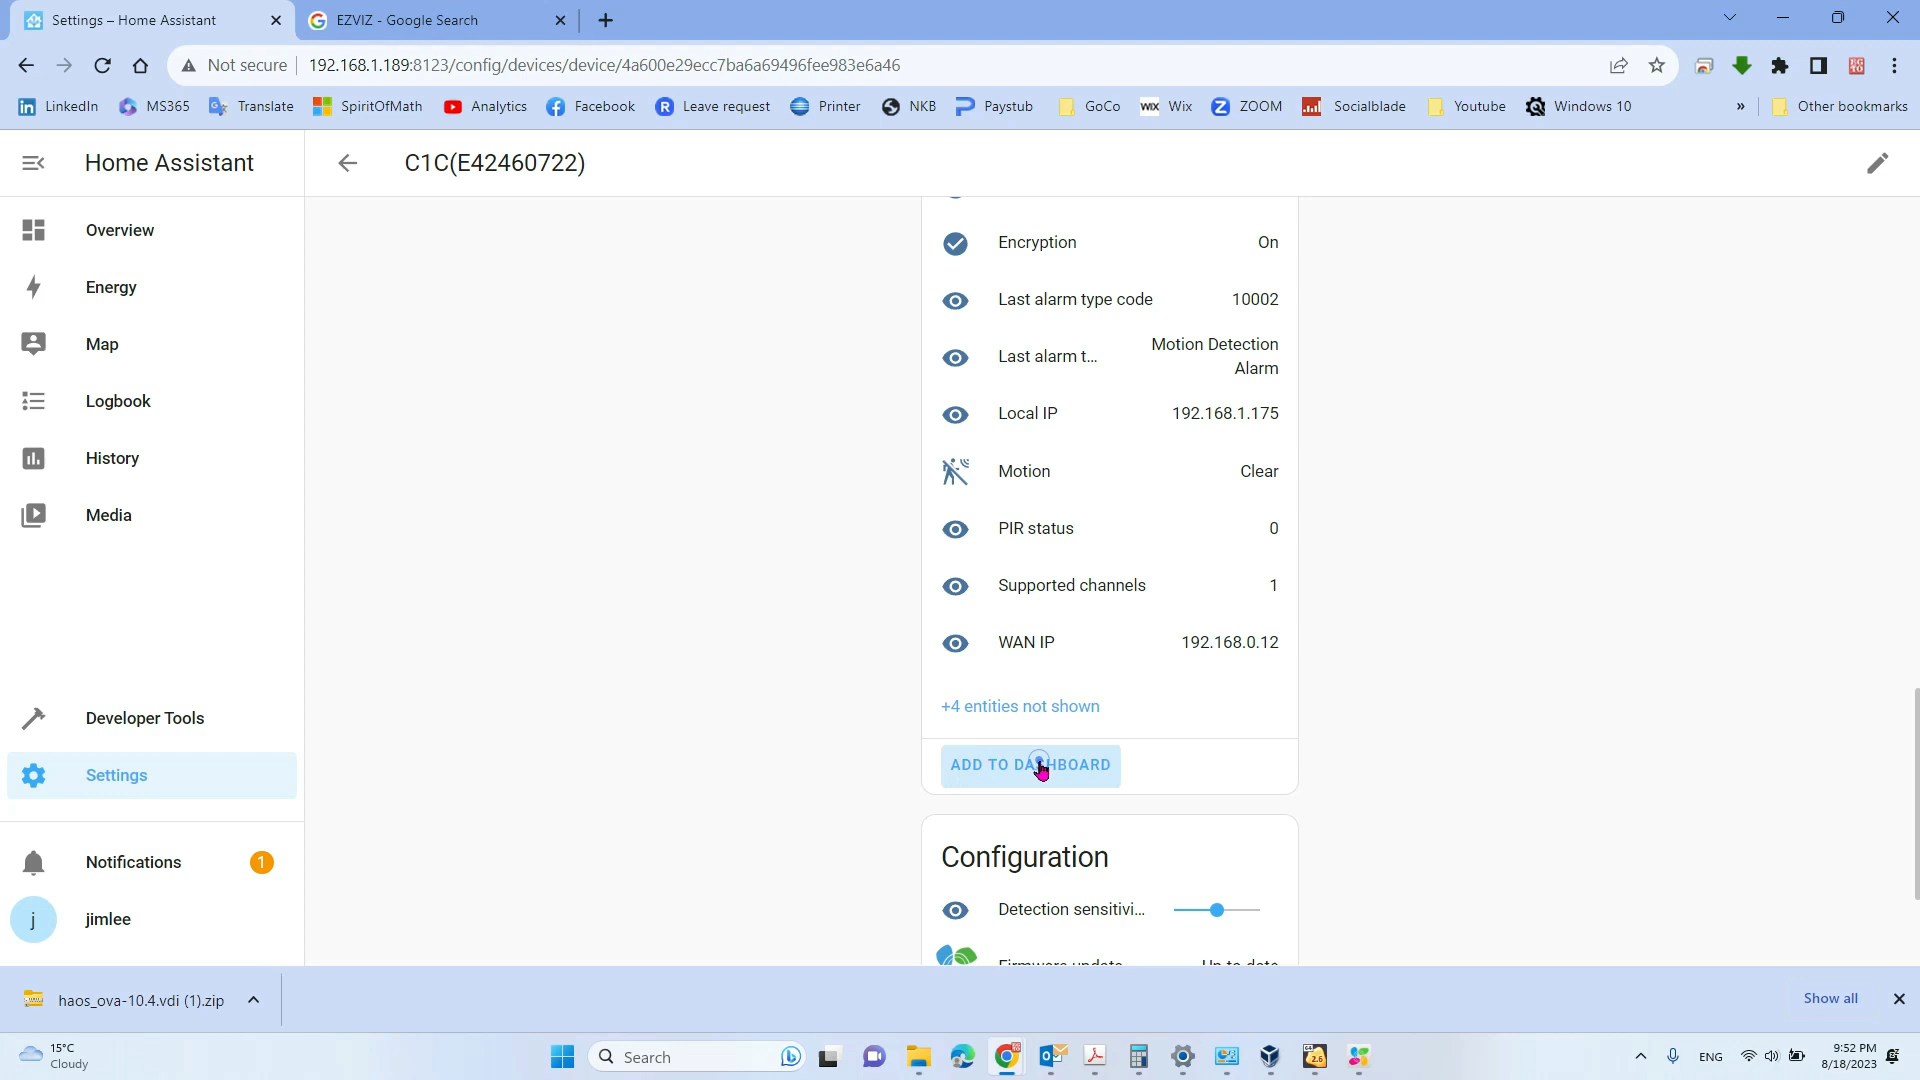 Settings – Home Assistant
EZVIZ - Google Search
Not secure
192.168.1.189:8123/config/devices/device/4a600e29ecc7ba6a69496fee983e6a46
LinkedIn
MS365
Translate
SpiritOfMath
Analytics
Facebook
Leave request
Printer
NKB
Paystub
GoCo
WIX Wix
ZOOM
Socialblade
Youtube
Windows 10
»
Other bookmarks
Home Assistant
C1C(E42460722)
Overview
Energy
Map
Logbook
History
Media
Developer Tools
Settings
Notifications 1
j jimlee
Encryption On
Last alarm type code 10002
Last alarm t... Motion Detection
Alarm
Local IP 192.168.1.175
Motion Clear
PIR status 0
Supported channels 1
WAN IP 192.168.0.12
+4 entities not shown
ADD TO DASHBOARD
Configuration
Detection sensitivi...
Firmware update Up-to-date
haos_ova-10.4.vdi (1).zip
Show all
15°C
Cloudy
Search
ENG
9:52 PM
8/18/2023